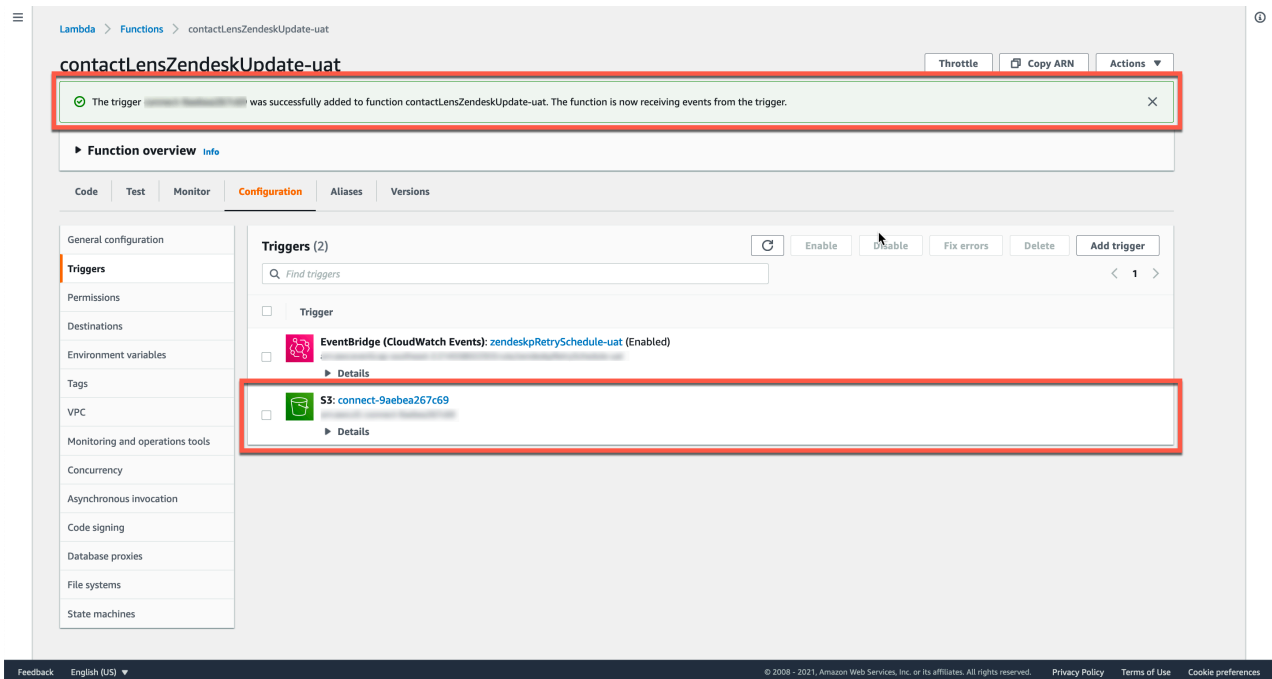 Lambda > Functions > contactLensZendeskUpdate-uat
contactLensZendeskUpdate-uat
Throttle
Copy ARN
Actions
The trigger was successfully added to function contactLensZendeskUpdate-uat. The function is now receiving events from the trigger.
Function overview Info
Code Test Monitor Configuration Aliases Versions
General configuration
Triggers
Permissions
Destinations
Environment variables
Tags
VPC
Monitoring and operations tools
Concurrency
Asynchronous invocation
Code signing
Database proxies
File systems
State machines
Triggers (2)
Enable Disable Fix errors Delete Add trigger
Find triggers
< 1 >
Trigger
EventBridge (CloudWatch Events): zendeskpRetrySchedule-uat (Enabled)
Details
S3: connect-9aebea267c69
Details
Feedback English (US)
© 2008 - 2021, Amazon Web Services, Inc. or its affiliates. All rights reserved. Privacy Policy Terms of Use Cookie preferences